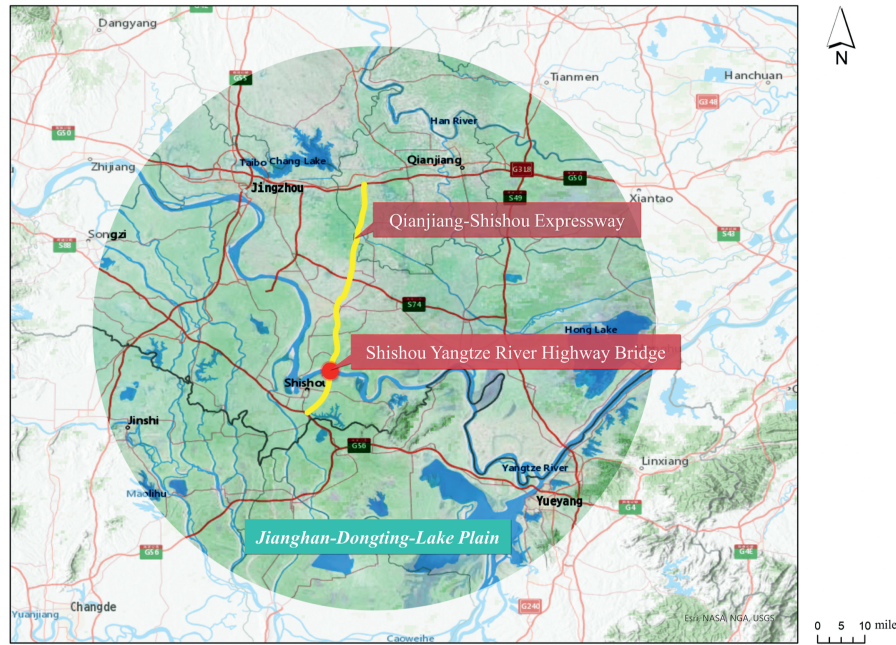 Dangyang
G55
Tianmen
Hanchuan
N
G348
Han River
G50
Zhijiang
Taibo
Chang Lake
Qianjiang
G318
G50
Jingzhou
S49
Xiantao
Qianjiang-Shishou Expressway
Songzi
S88
S43
S74
Hong Lake
Shishou Yangtze River Highway Bridge
Shishou
Jinshi
G56
Linxiang
Yangtze River
Maolihu
Yueyang
G4
Jianghan-Dongting-Lake Plain
G56
G4E
Changde
G240
Yuanjiang
Esri, NASA, NGA, USGS
Caoweihe
0 5 10 mile